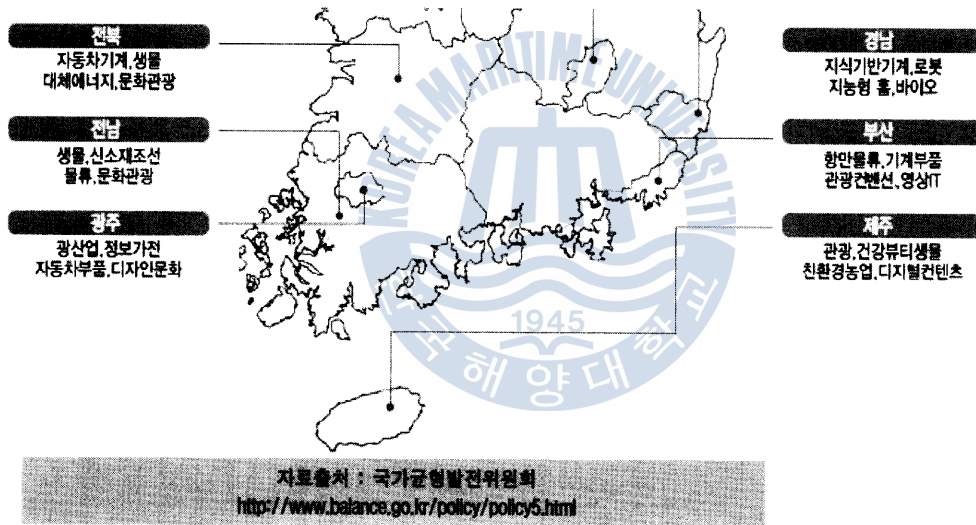 전북
자동차기계,생물
대체에너지,문화관광
전남
생물,신소재조선
물류,문화관광
광주
광산업,정보가전
자동차부품,디자인문화
경남
지식기반기계,로봇
지능형 홈,바이오
부산
항만물류,기계부품
관광컨벤션,영상IT
제주
관광,건강뷰티생물
친환경농업,디지털컨텐츠
KOREA MARITIME UNIVERSITY
1945
한국해양대학교
자료출처 : 국가균형발전위원회
http://www.balance.go.kr/policy/policy5.html